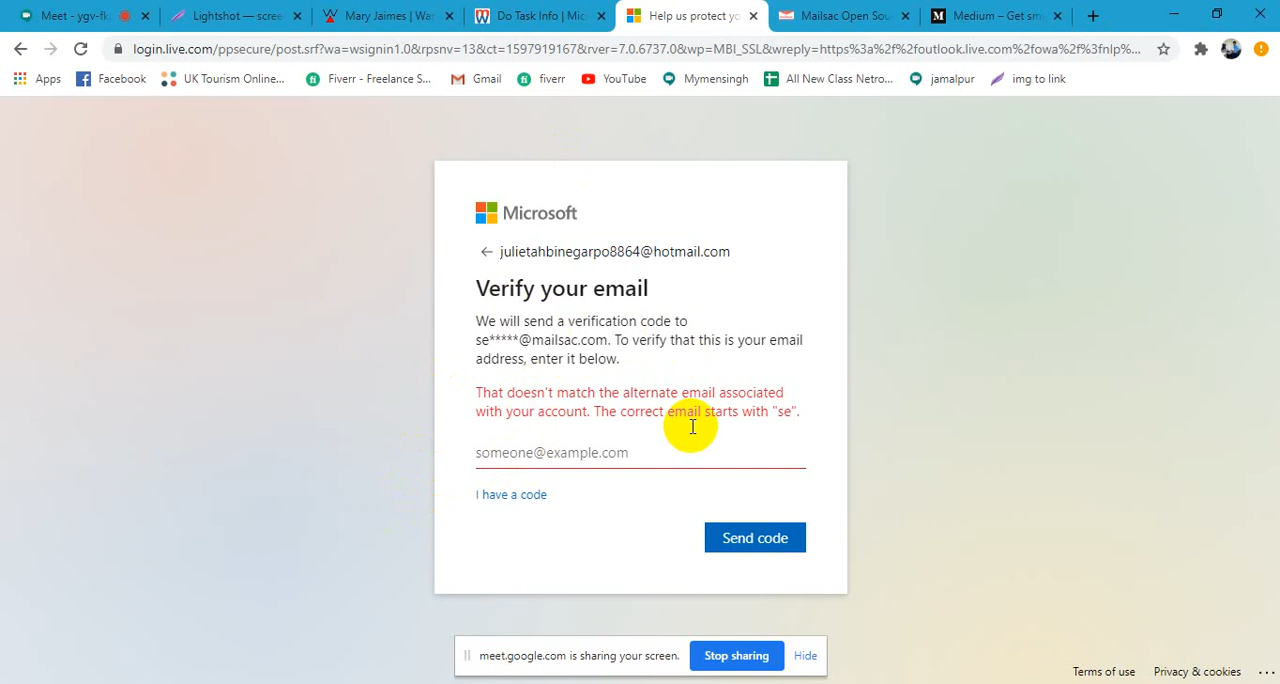 Meet - ygv-fk
Lightshot — scree
Mary Jaimes | Wa
Do Task Info | Mic
Help us protect yo
Mailsac Open Sou
Medium – Get sm
login.live.com/ppsecure/post.srf?wa=wsignin1.0&rpsnv=13&ct=1597919167&rver=7.0.6737.0&wp=MBI_SSL&wreply=https%3a%2f%2foutlook.live.com%2fowa%2f%3fnlp%...
Apps
Facebook
UK Tourism Online...
Fiverr - Freelance S...
Gmail
fiverr
YouTube
Mymensingh
All New Class Netro...
jamalpur
img to link
Microsoft
julietahbinegarpo8864@hotmail.com
Verify your email
We will send a verification code to
se*****@mailsac.com. To verify that this is your email
address, enter it below.
That doesn't match the alternate email associated
with your account. The correct email starts with "se".
someone@example.com
I have a code
Send code
meet.google.com is sharing your screen.
Stop sharing
Hide
Terms of use
Privacy & cookies
...